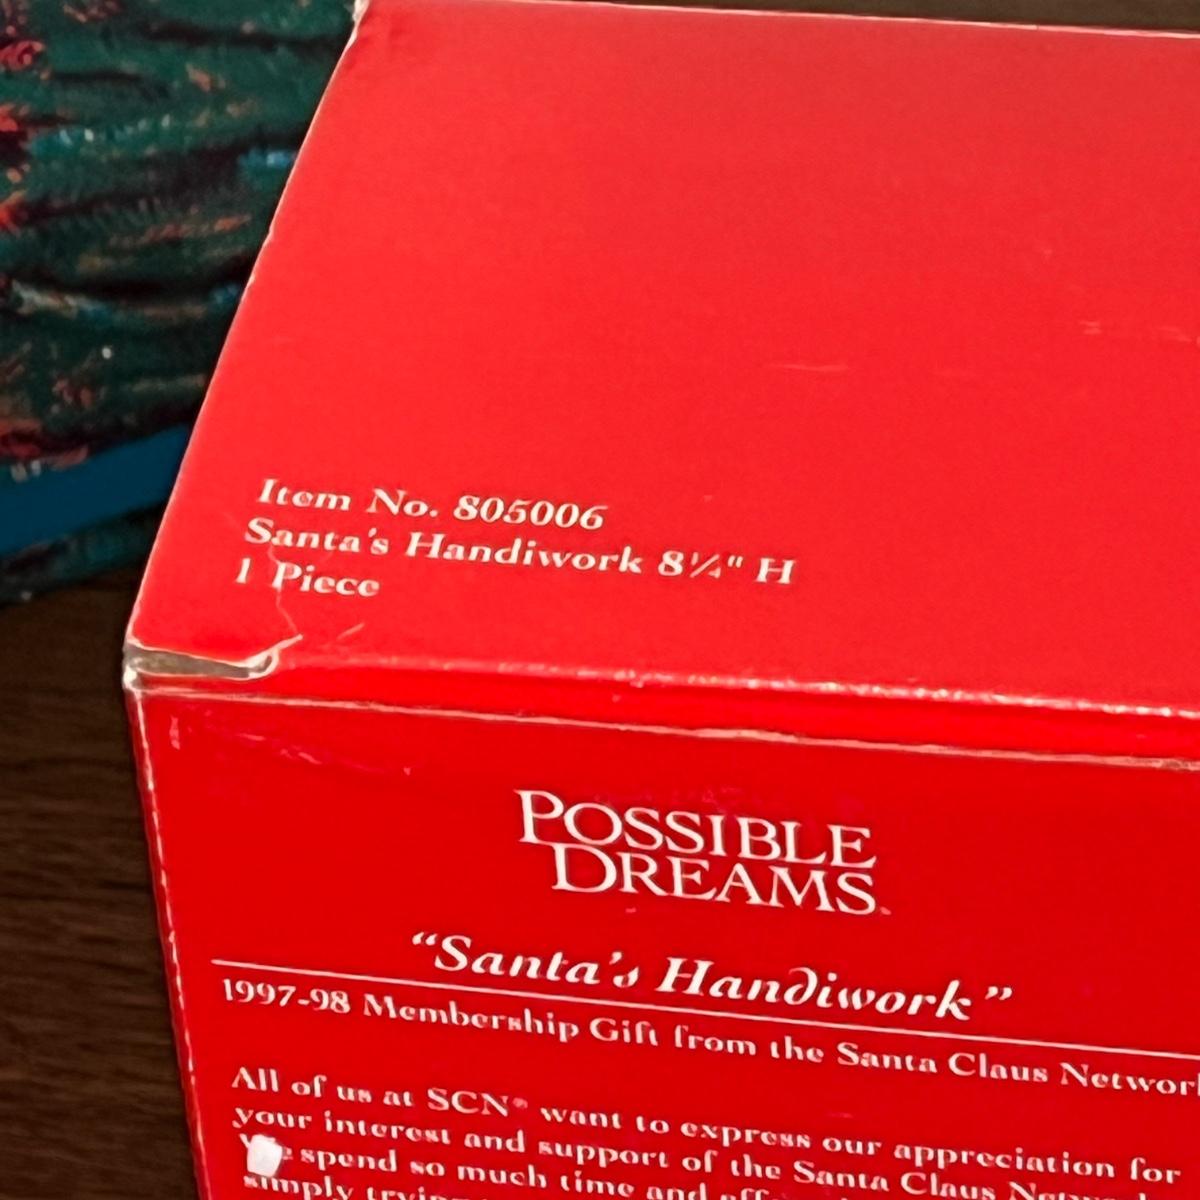 Item No. 805006
Santa's Handiwork 8¼" H
1 Piece
POSSIBLE
DREAMS
“Santa's Handiwork”
1997-98 Membership Gift from the Santa Claus Network
All of us at SCN® want to express our appreciation for
your interest and support of the Santa Claus Network
spend so much time and
simply trying